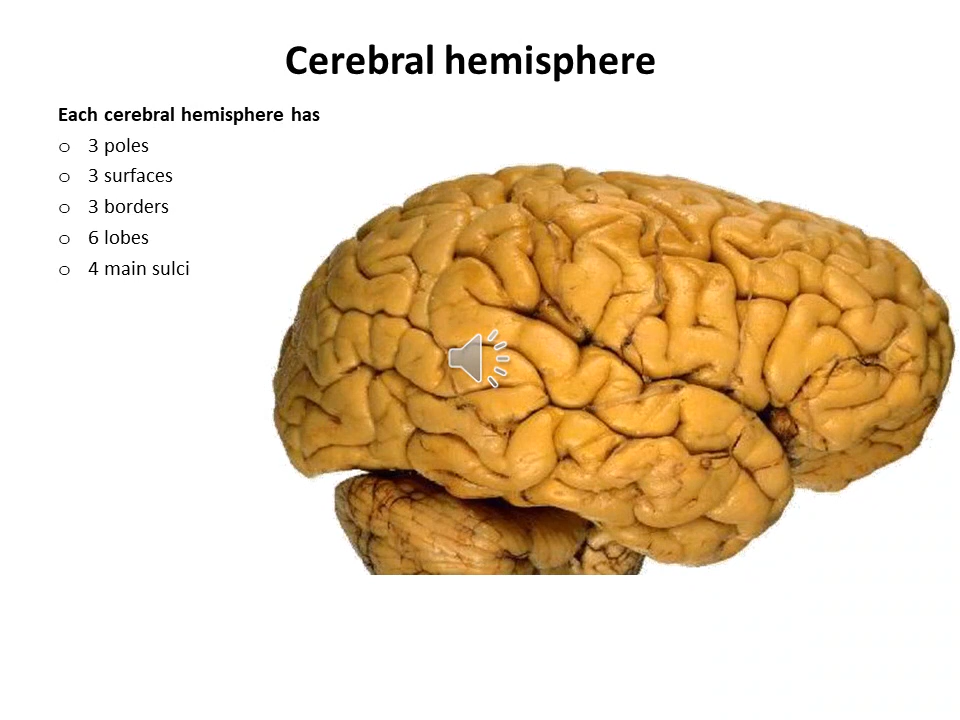 Cerebral hemisphere
Each cerebral hemisphere has
o 3 poles
o 3 surfaces
o 3 borders
o 6 lobes
o 4 main sulci